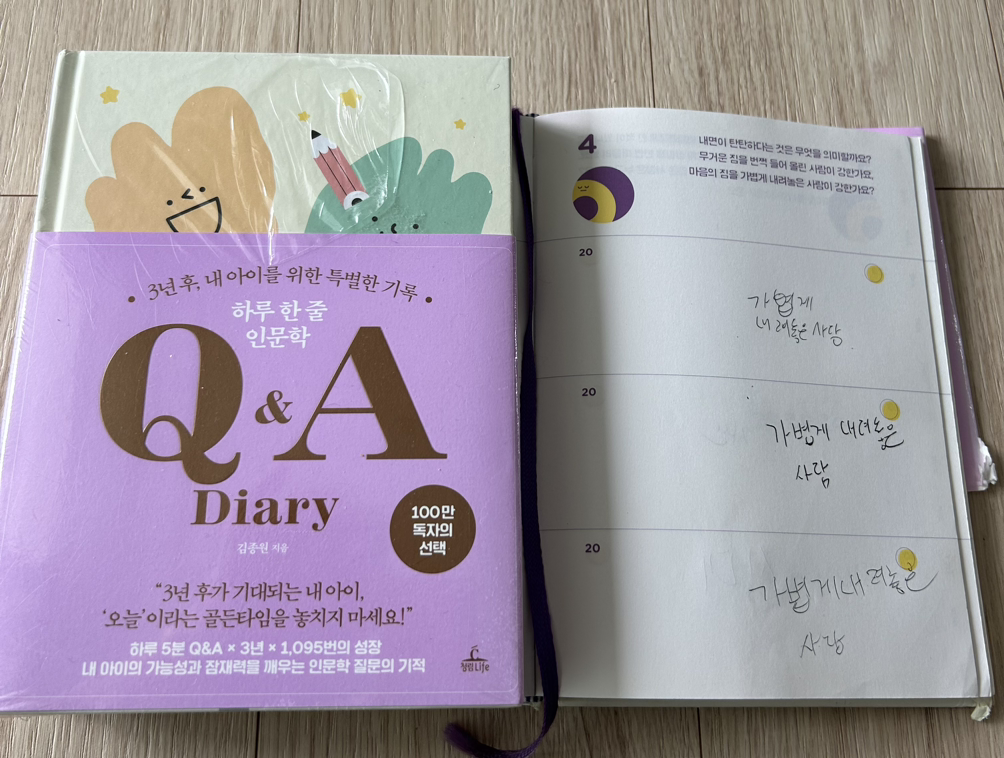 3년 후, 내 아이를 위한 특별한 기록
하루 한 줄
인문학
Q & A
Diary
100만
독자의
선택
김종원 지음
“3년 후가 기대되는 내 아이,
‘오늘’이라는 골든타임을 놓치지 마세요!”
하루 5분 Q&A × 3년 × 1,095번의 성장
내 아이의 가능성과 잠재력을 깨우는 인문학 질문의 기적
청림Life
4
내면이 탄탄하다는 것은 무엇을 의미할까요?
무거운 짐을 번쩍 들어 올린 사람이 강한가요,
마음의 짐을 가볍게 내려놓은 사람이 강한가요?
20
가볍게
내려놓은 사람
20
가볍게 내려놓은
사람
20
가볍게 내려놓은
사람